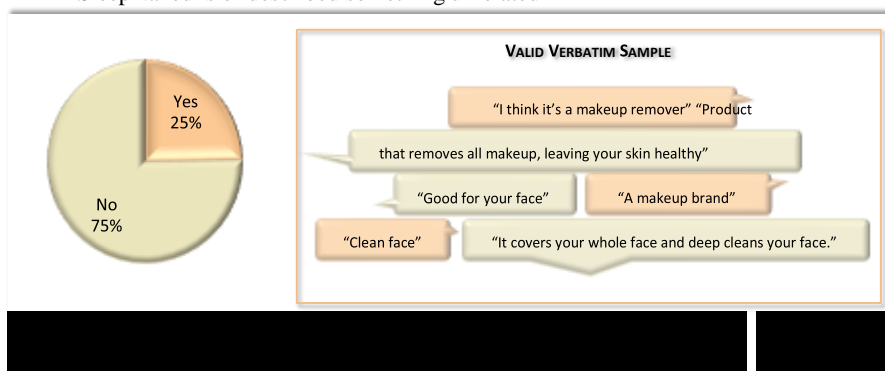 Yes
25%
No
75%
VALID VERBATIM SAMPLE
“I think it’s a makeup remover” “Product
that removes all makeup, leaving your skin healthy”
“Good for your face” “A makeup brand”
“Clean face” “It covers your whole face and deep cleans your face.”